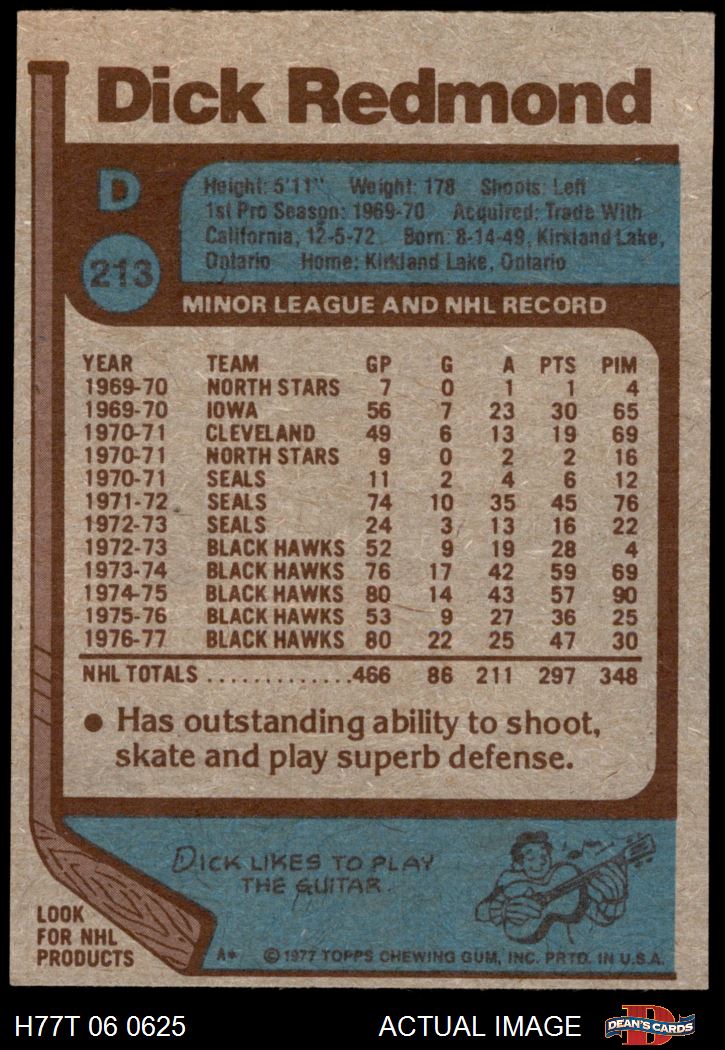 Dick Redmond
D
213
Height: 5'11" Weight: 178 Shoots: Left
1st Pro Season: 1969-70 Acquired: Trade With
California, 12-5-72 Born: 8-14-49, Kirkland Lake,
Ontario Home: Kirkland Lake, Ontario
MINOR LEAGUE AND NHL RECORD
YEAR TEAM GP G A PTS PIM
1969-70 NORTH STARS 7 0 1 1 4
1969-70 IOWA 56 7 23 30 65
1970-71 CLEVELAND 49 6 13 19 69
1970-71 NORTH STARS 9 0 2 2 16
1970-71 SEALS 11 2 4 6 12
1971-72 SEALS 74 10 35 45 76
1972-73 SEALS 24 3 13 16 22
1972-73 BLACK HAWKS 52 9 19 28 4
1973-74 BLACK HAWKS 76 17 42 59 69
1974-75 BLACK HAWKS 80 14 43 57 90
1975-76 BLACK HAWKS 53 9 27 36 25
1976-77 BLACK HAWKS 80 22 25 47 30
NHL TOTALS .............466 86 211 297 348
● Has outstanding ability to shoot,
skate and play superb defense.
DICK LIKES TO PLAY
THE GUITAR.
LOOK
FOR NHL
PRODUCTS
A* © 1977 TOPPS CHEWING GUM, INC. PRTD. IN U.S.A.
H77T 06 0625 ACTUAL IMAGE
D
DEAN'S CARDS